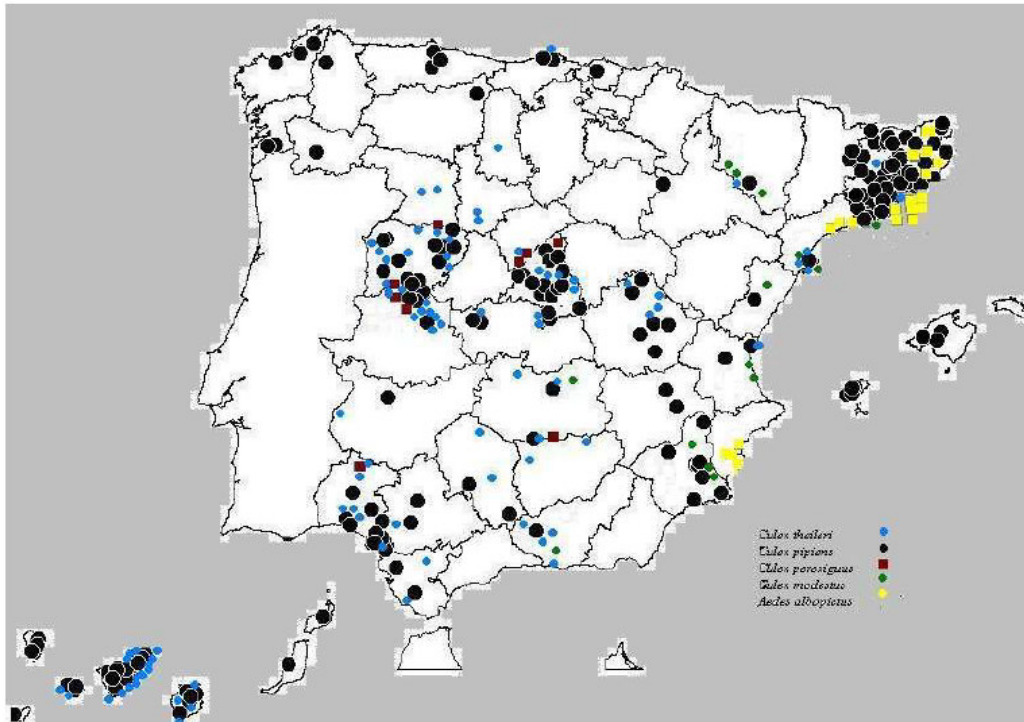 Culex theileri
Culex pipiens
Culex perexiguus
Culex modestus
Aedes albopictus